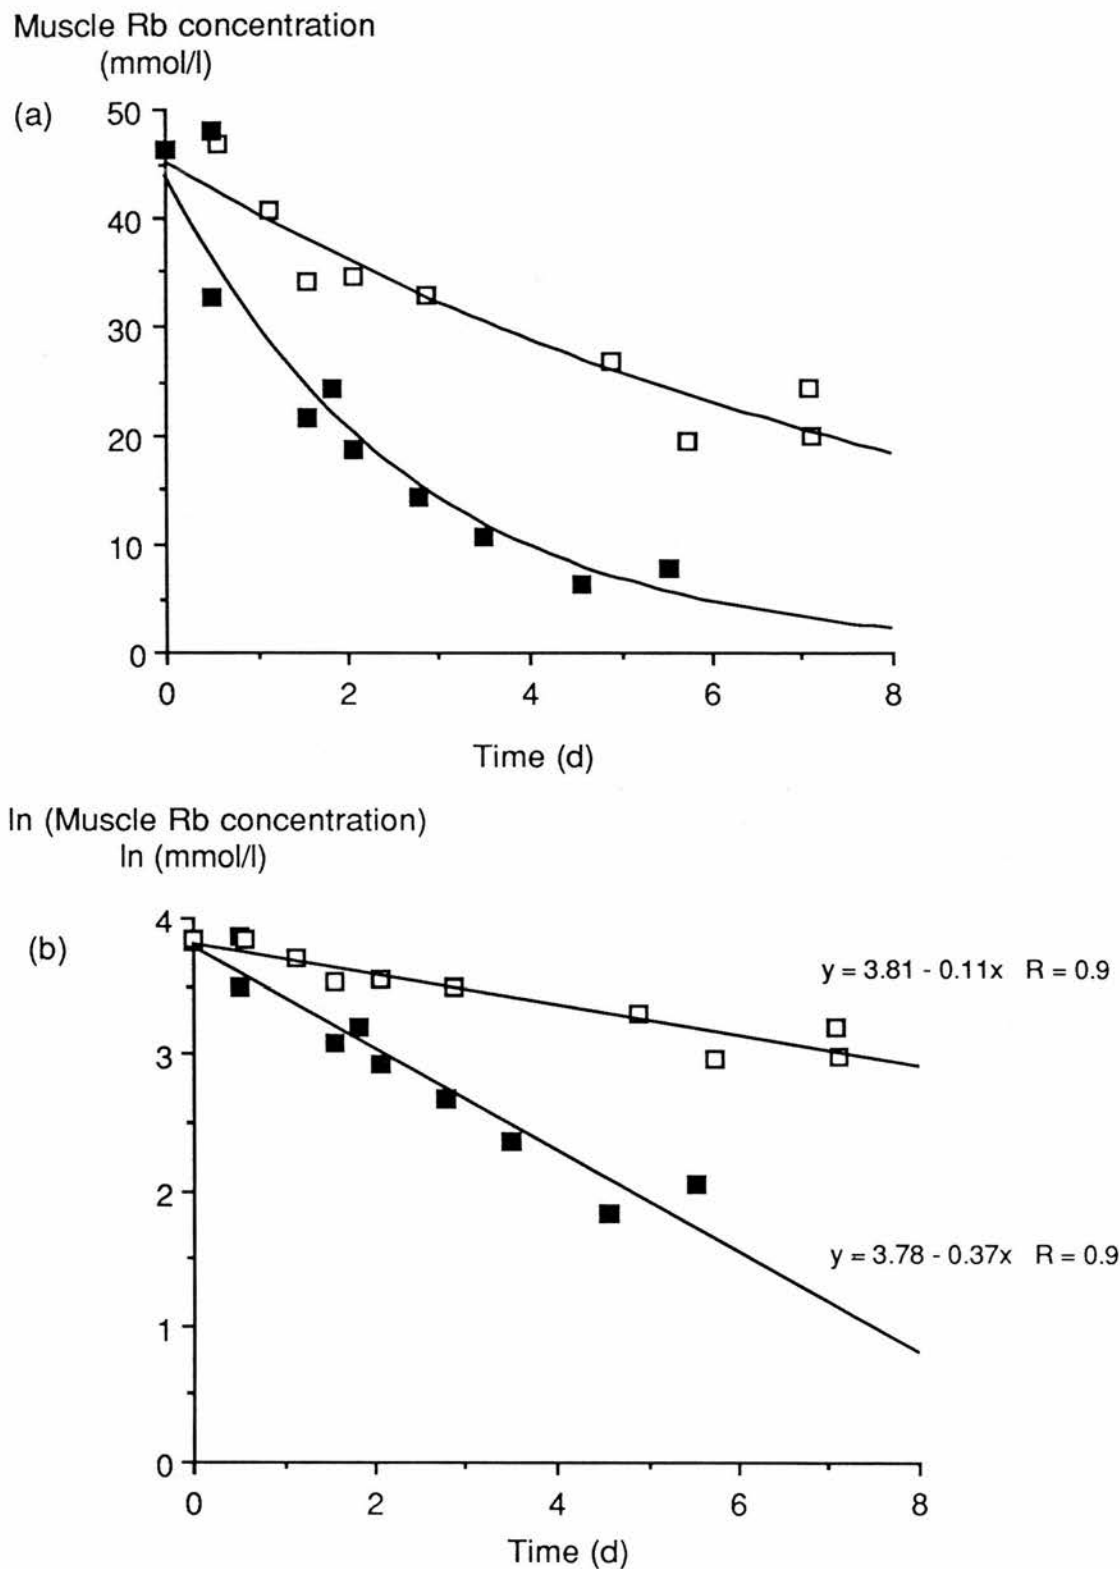 Muscle Rb concentration
(mmol/l)
(a)
50
40
30
20
10
0
0 2 4 6 8
Time (d)
ln (Muscle Rb concentration)
ln (mmol/l)
(b)
4
y = 3.81 - 0.11x R = 0.9
3
2
y = 3.78 - 0.37x R = 0.9
1
0
0 2 4 6 8
Time (d)